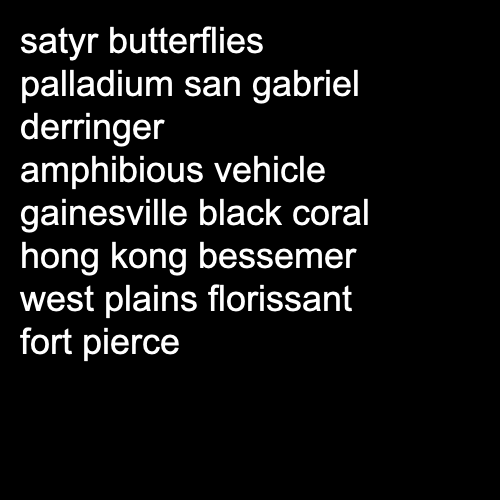 satyr butterflies
palladium san gabriel
derringer
amphibious vehicle
gainesville black coral
hong kong bessemer
west plains florissant
fort pierce